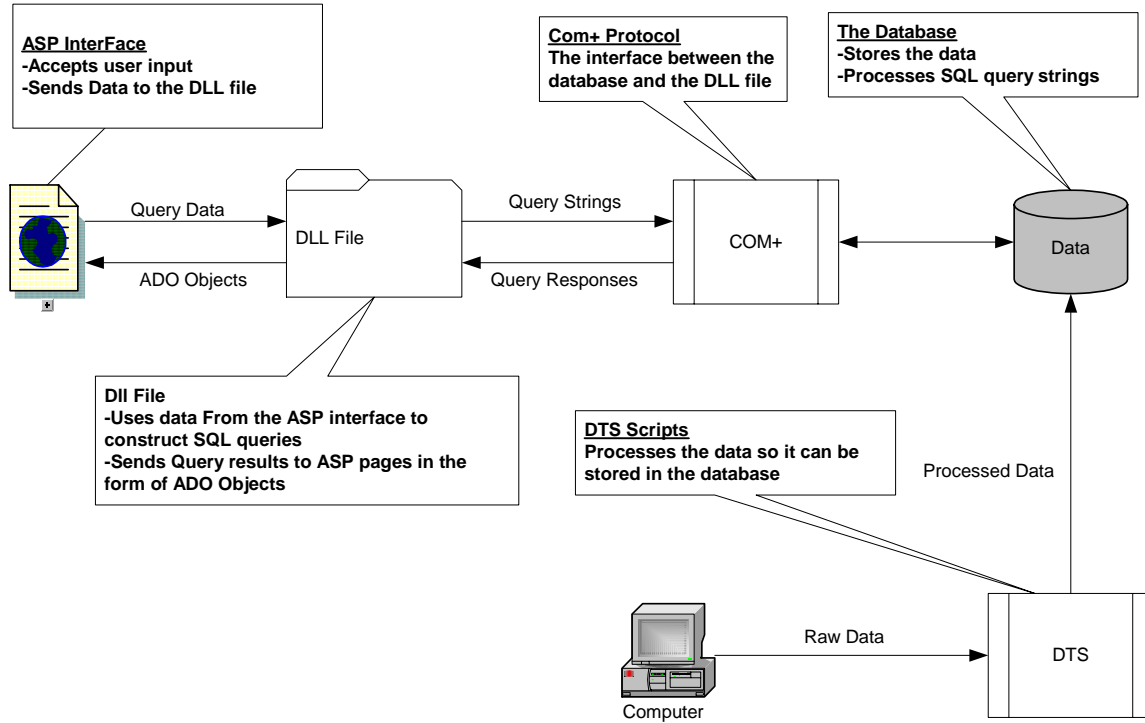 ASP InterFace
-Accepts user input
-Sends Data to the DLL file
Com+ Protocol
The interface between the
database and the DLL file
The Database
-Stores the data
-Processes SQL query strings
Query Data
ADO Objects
DLL File
Query Strings
Query Responses
COM+
Data
Dll File
-Uses data From the ASP interface to
construct SQL queries
-Sends Query results to ASP pages in the
form of ADO Objects
DTS Scripts
Processes the data so it can be
stored in the database
Processed Data
Raw Data
DTS
Computer